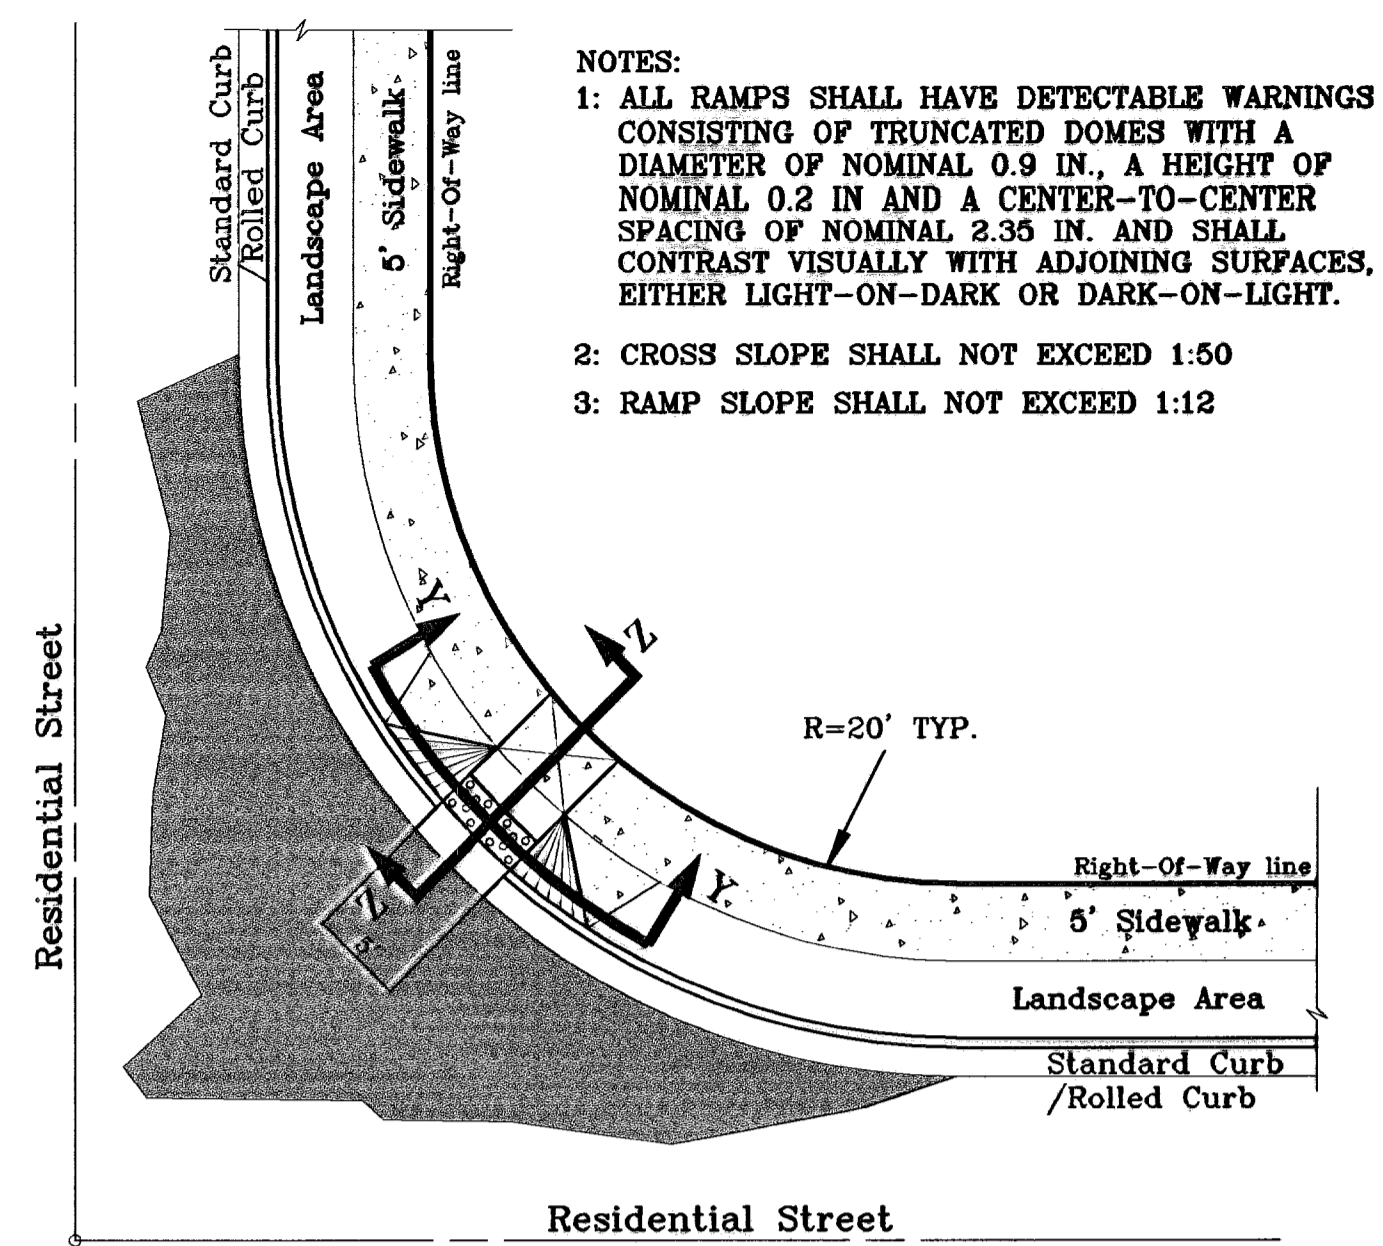 NOTES:
1: ALL RAMPS SHALL HAVE DETECTABLE WARNINGS
CONSISTING OF TRUNCATED DOMES WITH A
DIAMETER OF NOMINAL 0.9 IN., A HEIGHT OF
NOMINAL 0.2 IN AND A CENTER-TO-CENTER
SPACING OF NOMINAL 2.35 IN. AND SHALL
CONTRAST VISUALLY WITH ADJOINING SURFACES,
EITHER LIGHT-ON-DARK OR DARK-ON-LIGHT.
2: CROSS SLOPE SHALL NOT EXCEED 1:50
3: RAMP SLOPE SHALL NOT EXCEED 1:12
Standard Curb
/Rolled Curb
Landscape Area
5' Sidewalk
Right-Of-Way line
Y
Z
R=20' TYP.
Z
Y
5'
Right-Of-Way line
5' Sidewalk
Landscape Area
Standard Curb
/Rolled Curb
Residential Street
Residential Street